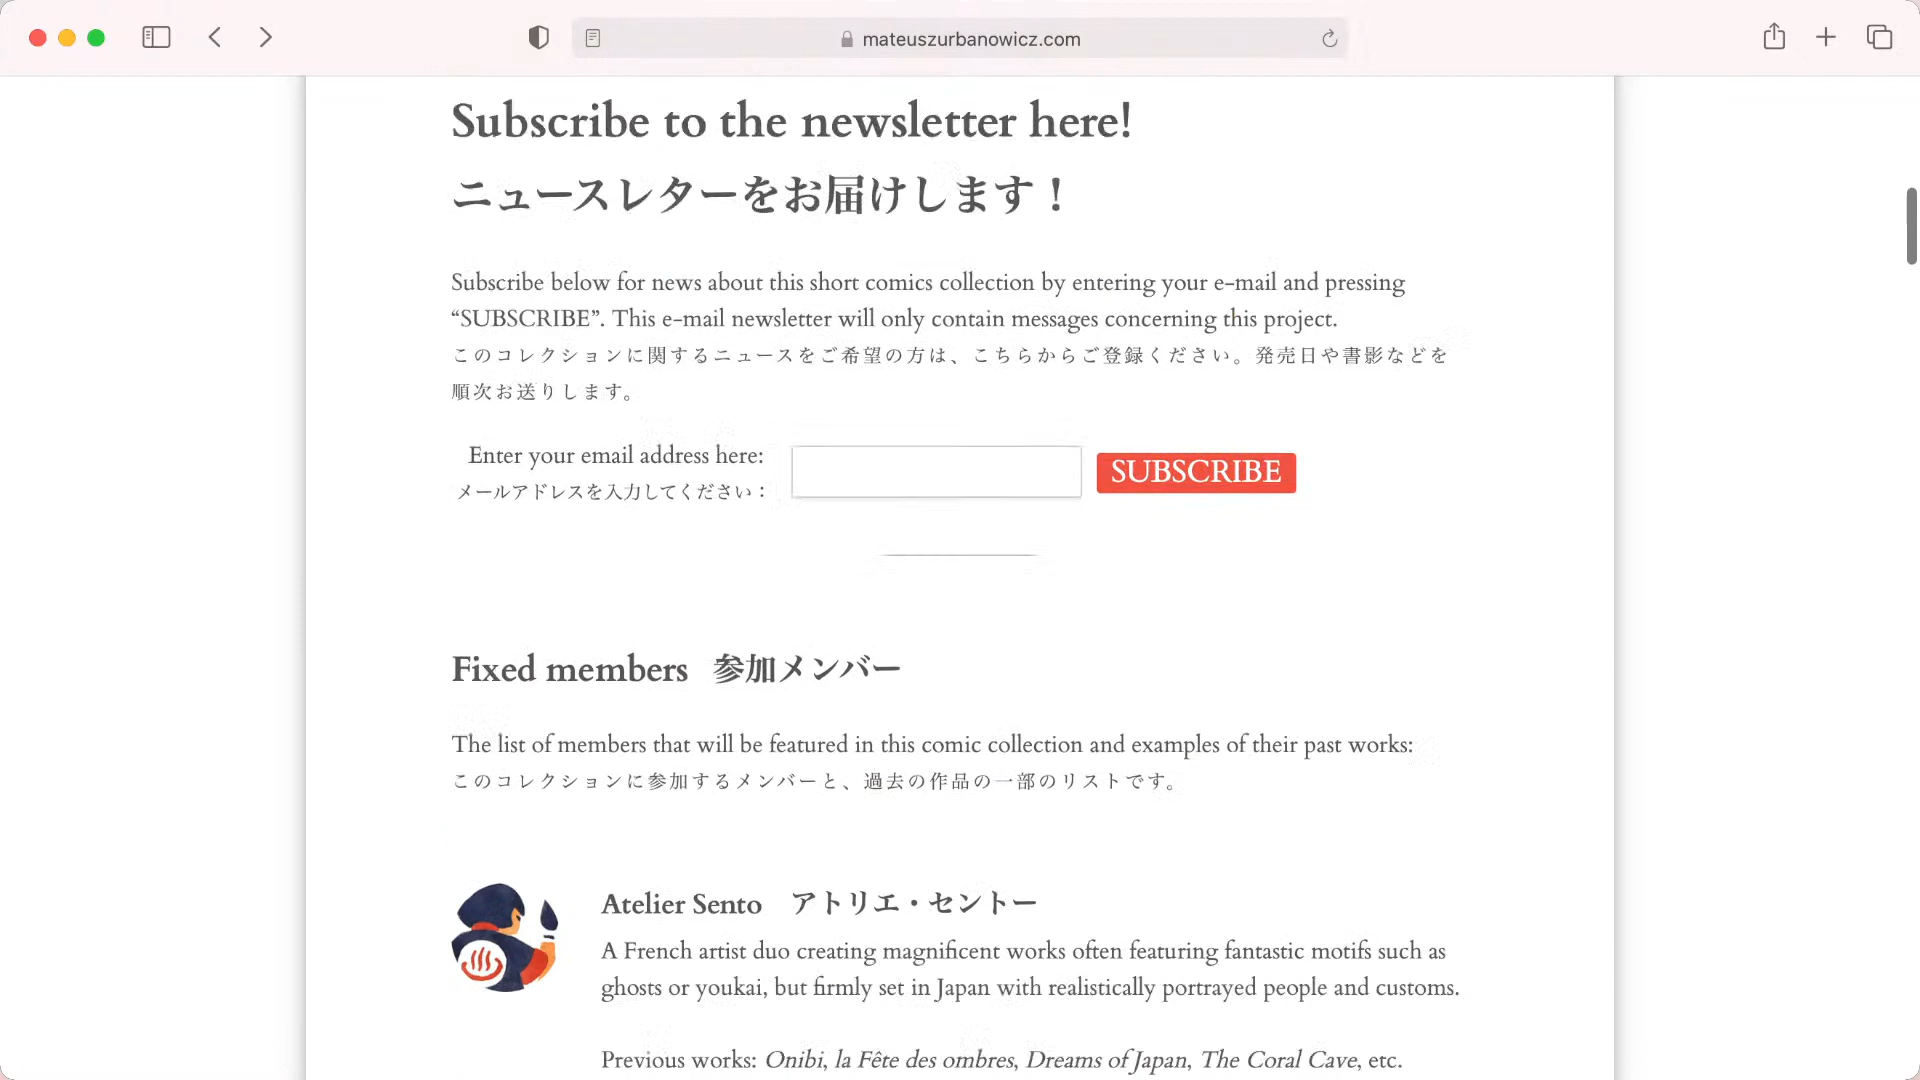 mateuszurbanowicz.com
Subscribe to the newsletter here!
ニュースレターをお届けします！
Subscribe below for news about this short comics collection by entering your e-mail and pressing
“SUBSCRIBE”. This e-mail newsletter will only contain messages concerning this project.
このコレクションに関するニュースをご希望の方は、こちらからご登録ください。発売日や書影などを
順次お送りします。
Enter your email address here:
メールアドレスを入力してください：
SUBSCRIBE
Fixed members 参加メンバー
The list of members that will be featured in this comic collection and examples of their past works:
このコレクションに参加するメンバーと、過去の作品の一部のリストです。
Atelier Sento アトリエ・セントー
A French artist duo creating magnificent works often featuring fantastic motifs such as
ghosts or youkai, but firmly set in Japan with realistically portrayed people and customs.
Previous works: Onibi, la Fête des ombres, Dreams of Japan, The Coral Cave, etc.